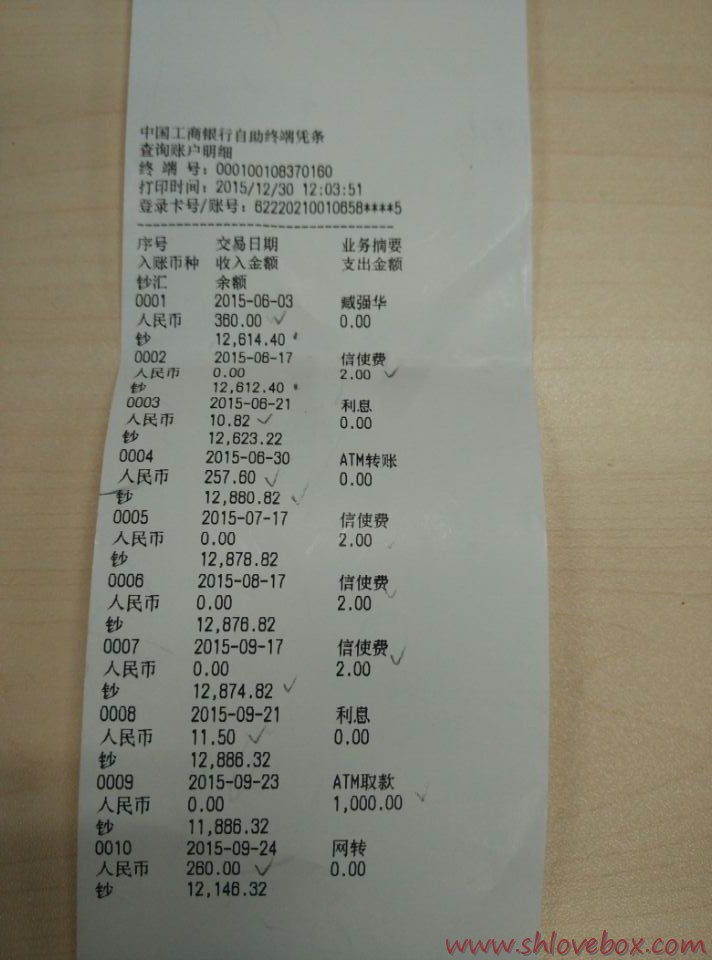 中国工商银行自助终端凭条
查询账户明细
终 端 号：000100108370160
打印时间：2015/12/30 12:03:51
登录卡号/账号：62220210010658****5
序号 交易日期 业务摘要
入账币种 收入金额 支出金额
钞汇 余额
0001 2015-06-03 臧强华
人民币 360.00 0.00
钞 12,614.40
0002 2015-06-17 信使费
人民币 0.00 2.00
钞 12,612.40
0003 2015-06-21 利息
人民币 10.82 0.00
钞 12,623.22
0004 2015-06-30 ATM转账
人民币 257.60 0.00
钞 12,880.82
0005 2015-07-17 信使费
人民币 0.00 2.00
钞 12,878.82
0006 2015-08-17 信使费
人民币 0.00 2.00
钞 12,876.82
0007 2015-09-17 信使费
人民币 0.00 2.00
钞 12,874.82
0008 2015-09-21 利息
人民币 11.50 0.00
钞 12,886.32
0009 2015-09-23 ATM取款
人民币 0.00 1,000.00
钞 11,886.32
0010 2015-09-24 网转
人民币 260.00 0.00
钞 12,146.32
www.shlovebox.com